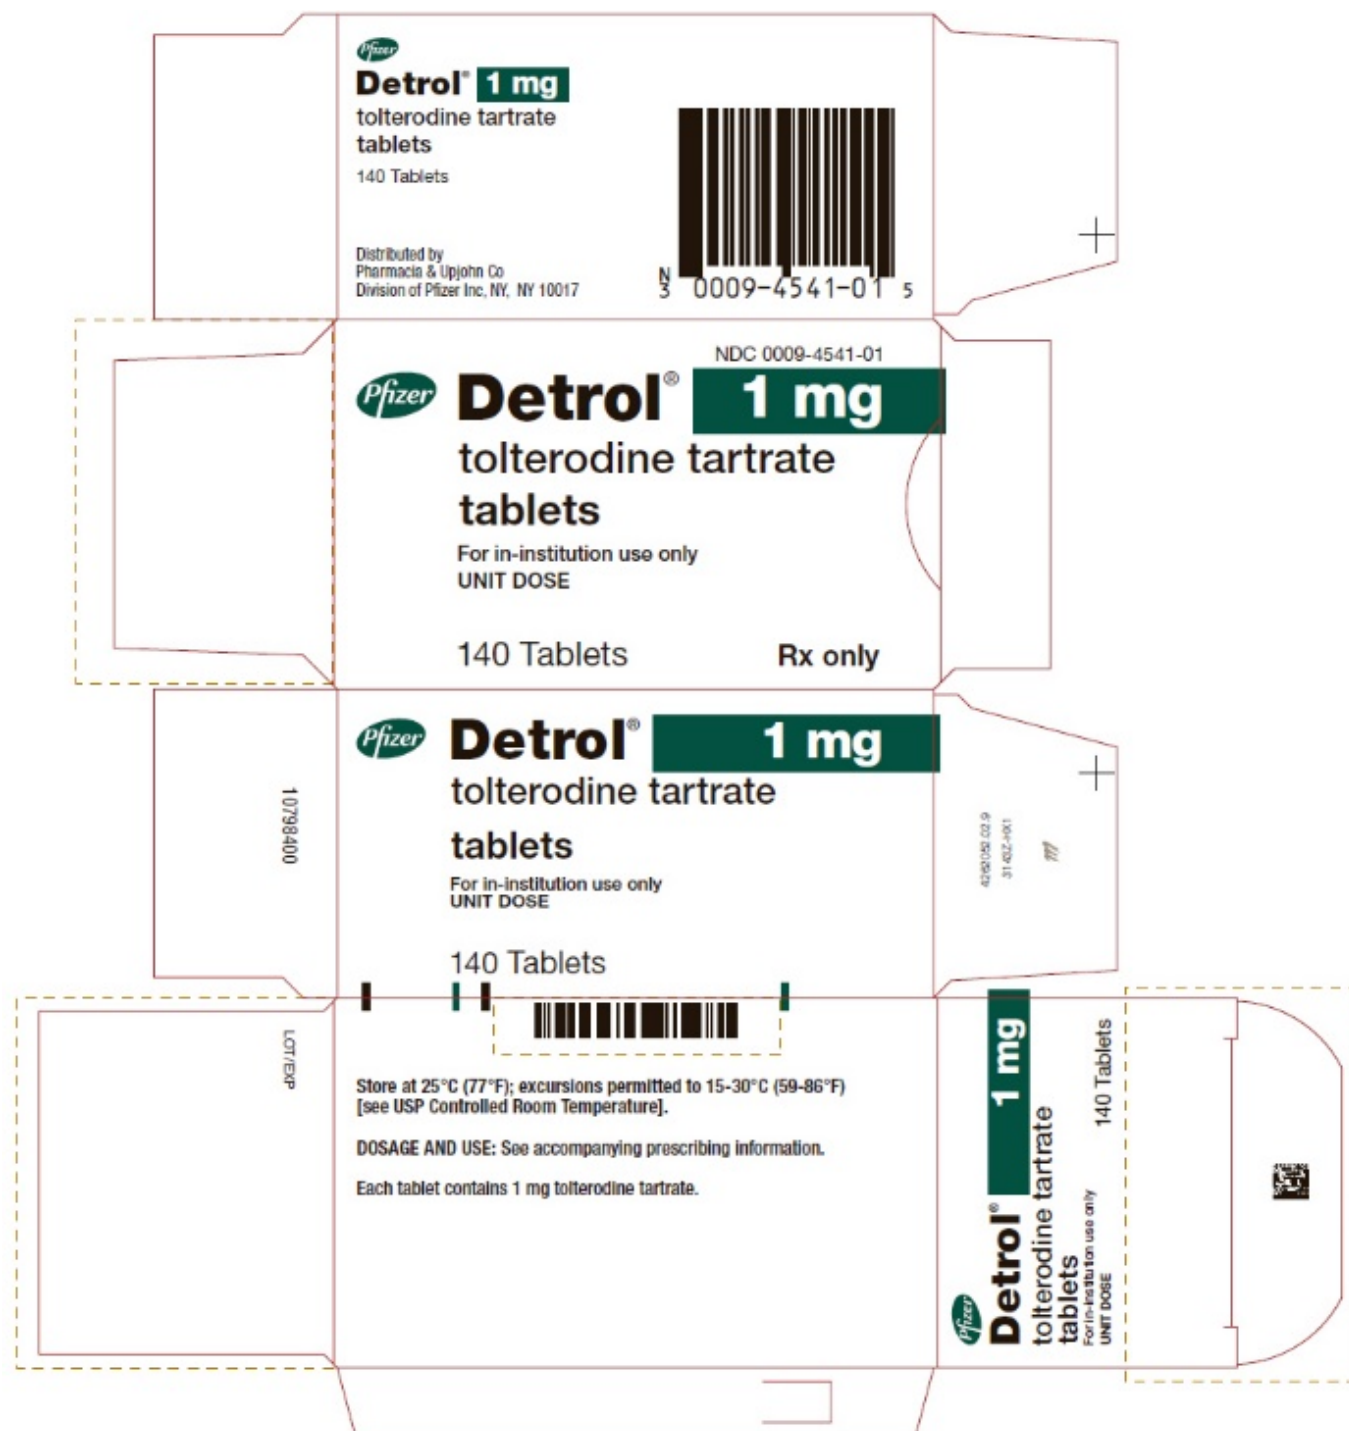 Pfizer
Detrol® 1 mg
tolterodine tartrate
tablets
140 Tablets
Distributed by
Pharmacia & Upjohn Co
Division of Pfizer Inc, NY, NY 10017
N
3 0009-4541-01 5
NDC 0009-4541-01
Pfizer
Detrol® 1 mg
tolterodine tartrate
tablets
For in-institution use only
UNIT DOSE
140 Tablets Rx only
Pfizer
Detrol® 1 mg
tolterodine tartrate
tablets
For in-institution use only
UNIT DOSE
140 Tablets
10798400
4262052.02.9
LOT/EXP
Store at 25°C (77°F); excursions permitted to 15-30°C (59-86°F)
[see USP Controlled Room Temperature].
DOSAGE AND USE: See accompanying prescribing information.
Each tablet contains 1 mg tolterodine tartrate.
Pfizer
Detrol® 1 mg
tolterodine tartrate
tablets
For in-institution use only
UNIT DOSE
140 Tablets